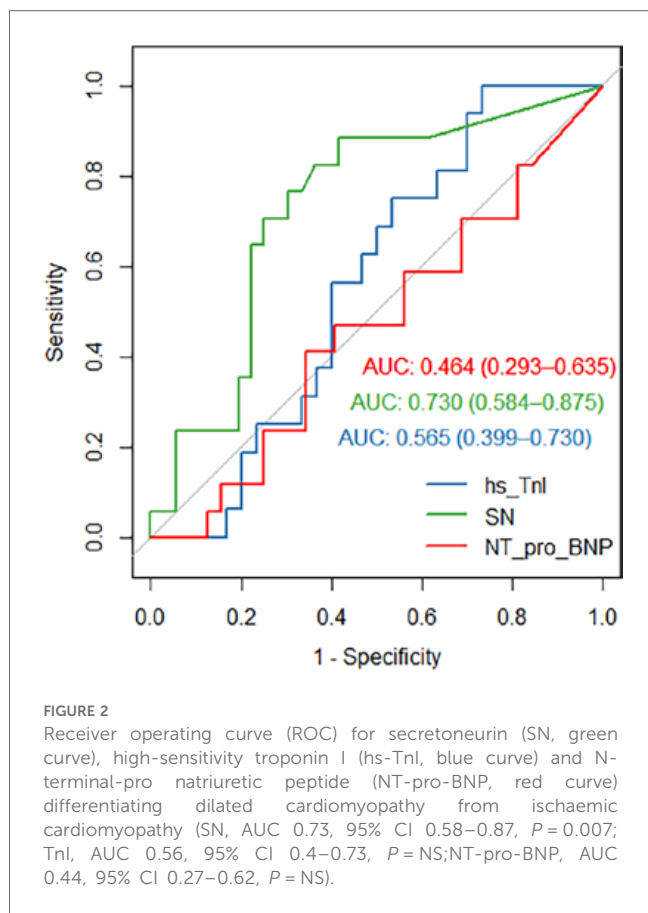 1.0
0.8
0.6
0.4
0.2
0.0
Sensitivity
AUC: 0.464 (0.293–0.635)
AUC: 0.730 (0.584–0.875)
AUC: 0.565 (0.399–0.730)
hs_TnI
SN
NT_pro_BNP
0.0 0.2 0.4 0.6 0.8 1.0
1 - Specificity
FIGURE 2
Receiver operating curve (ROC) for secretoneurin (SN, green
curve), high-sensitivity troponin I (hs-TnI, blue curve) and N-
terminal-pro natriuretic peptide (NT-pro-BNP, red curve)
differentiating dilated cardiomyopathy from ischaemic
cardiomyopathy (SN, AUC 0.73, 95% CI 0.58–0.87, P = 0.007;
TnI, AUC 0.56, 95% CI 0.4–0.73, P = NS;NT-pro-BNP, AUC
0.44, 95% CI 0.27–0.62, P = NS).